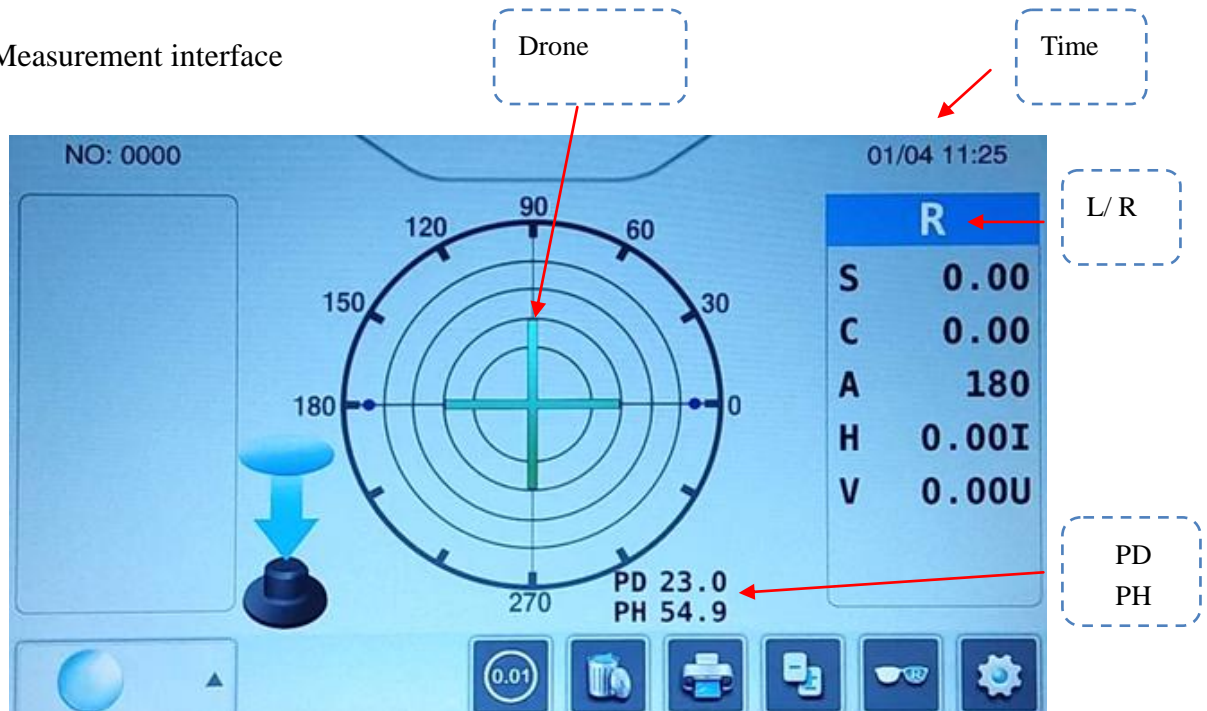 Measurement interface
Drone
Time
NO: 0000
01/04 11:25
L/ R
R
90
120
60
150
30
180
0
270
S 0.00
C 0.00
A 180
H 0.00I
V 0.00U
PD 23.0
PH 54.9
PD
PH
0.01
R